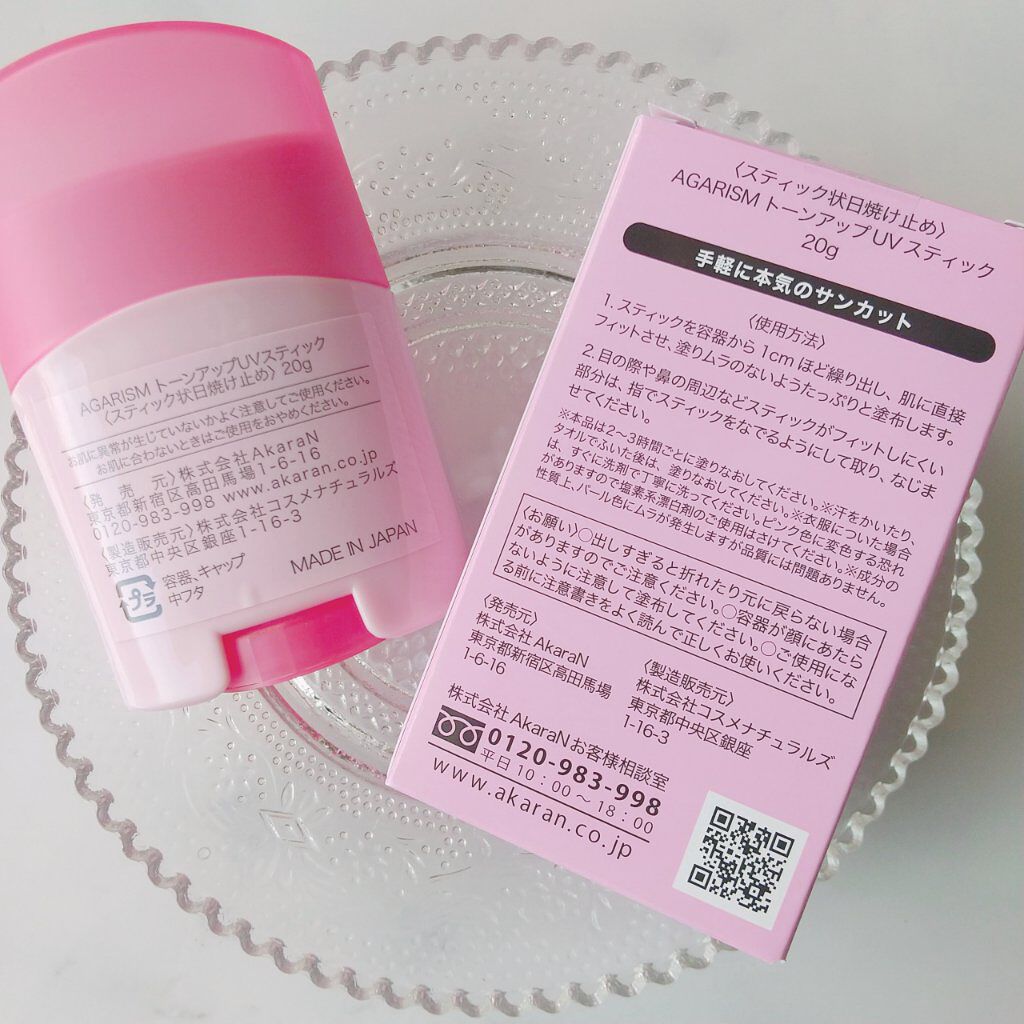 AGARISM トーンアップUVスティック
〈スティック状日焼け止め〉 20g
お肌に異常が生じていないかよく注意してご使用ください。
お肌に合わないときはご使用をおやめください。
〈発 売 元〉株式会社AkaraN
東京都新宿区高田馬場1-6-16
0120-983-998 www.akaran.co.jp
〈製造販売元〉株式会社コスメナチュラルズ
東京都中央区銀座1-16-3
プラ
容器、キャップ
中フタ
MADE IN JAPAN
〈スティック状日焼け止め〉
AGARISM トーンアップ UV スティック
20g
手軽に本気のサンカット
〈使用方法〉
1. スティックを容器から 1cm ほど繰り出し、肌に直接
フィットさせ、塗りムラのないようたっぷりと塗布します。
2. 目の際や鼻の周辺などスティックがフィットしにくい
部分は、指でスティックをなでるようにして取り、なじま
せてください。
※本品は2〜3時間ごとに塗りなおしてください。※汗をかいたり、
タオルでふいた後は、塗りなおしてください。※衣服についた場合
は、すぐに洗剤で丁寧に洗ってください。ピンク色に変色する恐れ
がありますので塩素系漂白剤のご使用はさけてください。※成分の
性質上、パール色にムラが発生しますが品質には問題ありません。
〈お願い〉○出しすぎると折れたり元に戻らない場合
がありますのでご注意ください。○容器が顔にあたら
ないように注意して塗布してください。○ご使用にな
る前に注意書きをよく読んで正しくお使いください。
〈発売元〉
株式会社 AkaraN
東京都新宿区高田馬場
1-6-16
〈製造販売元〉
株式会社コスメナチュラルズ
東京都中央区銀座
1-16-3
株式会社 AkaraN お客様相談室
0120-983-998
平日 10：00 〜 18：00
www.akaran.co.jp